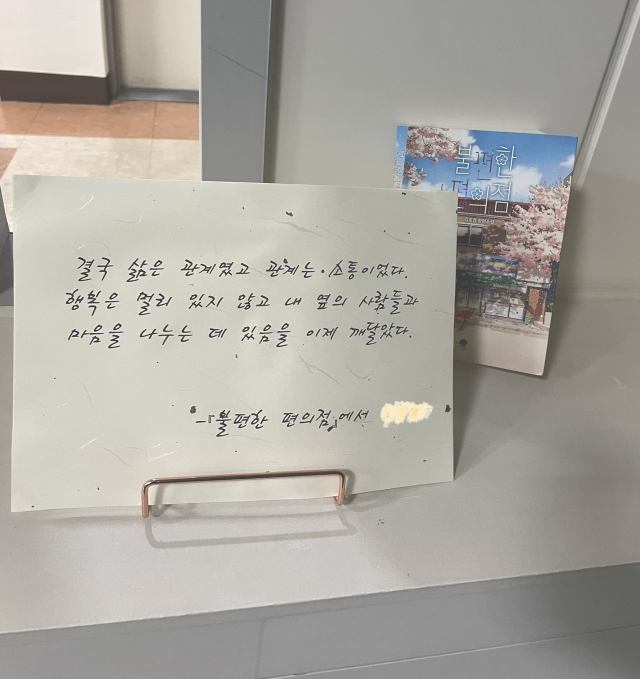 불편한
편의점
결국 삶은 관계였고 관계는 소통이었다.
행복은 멀리 있지 않고 내 옆의 사람들과
마음을 나누는 데 있음을 이제 깨달았다.
-『불편한 편의점』에서